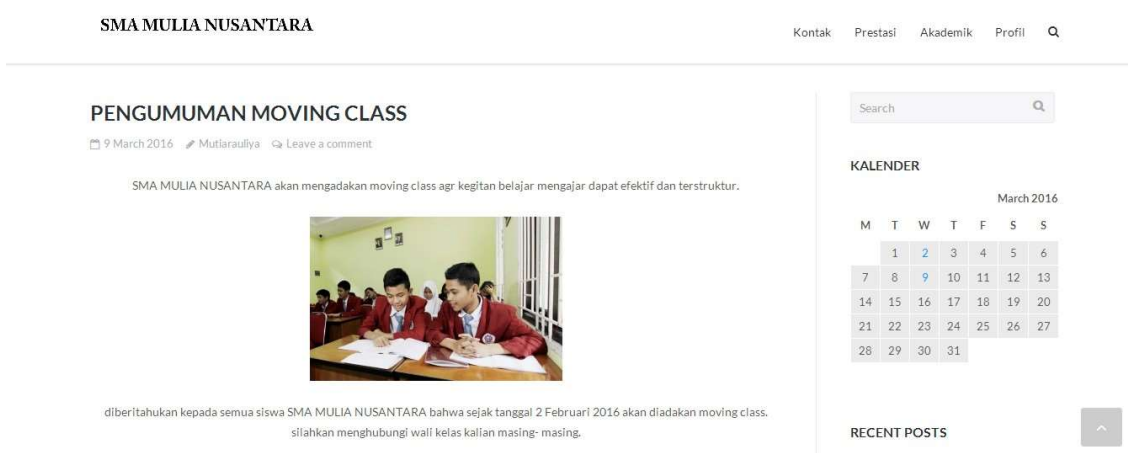 SMA MULIA NUSANTARA
Kontak Prestasi Akademik Profil
PENGUMUMAN MOVING CLASS
9 March 2016 Mutiarauliya Leave a comment
SMA MULIA NUSANTARA akan mengadakan moving class agr kegitan belajar mengajar dapat efektif dan terstruktur.
diberitahukan kepada semua siswa SMA MULIA NUSANTARA bahwa sejak tanggal 2 Februari 2016 akan diadakan moving class.
silahkan menghubungi wali kelas kalian masing- masing.
Search
KALENDER
March 2016
M T W T F S S
1 2 3 4 5 6
7 8 9 10 11 12 13
14 15 16 17 18 19 20
21 22 23 24 25 26 27
28 29 30 31
RECENT POSTS